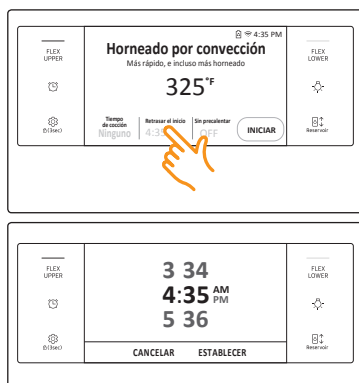 4:35 PM
FLEX
UPPER
Horneado por convección
Más rápido, e incluso más horneado
FLEX
LOWER
325°F
Tiempo
de cocción
Ninguno
Retrasar el inicio
4:35
Sin precalentar
OFF
INICIAR
(3sec)
Reservoir
FLEX
UPPER
3 34
4:35 AM
PM
5 36
FLEX
LOWER
(3sec)
Reservoir
CANCELAR ESTABLECER